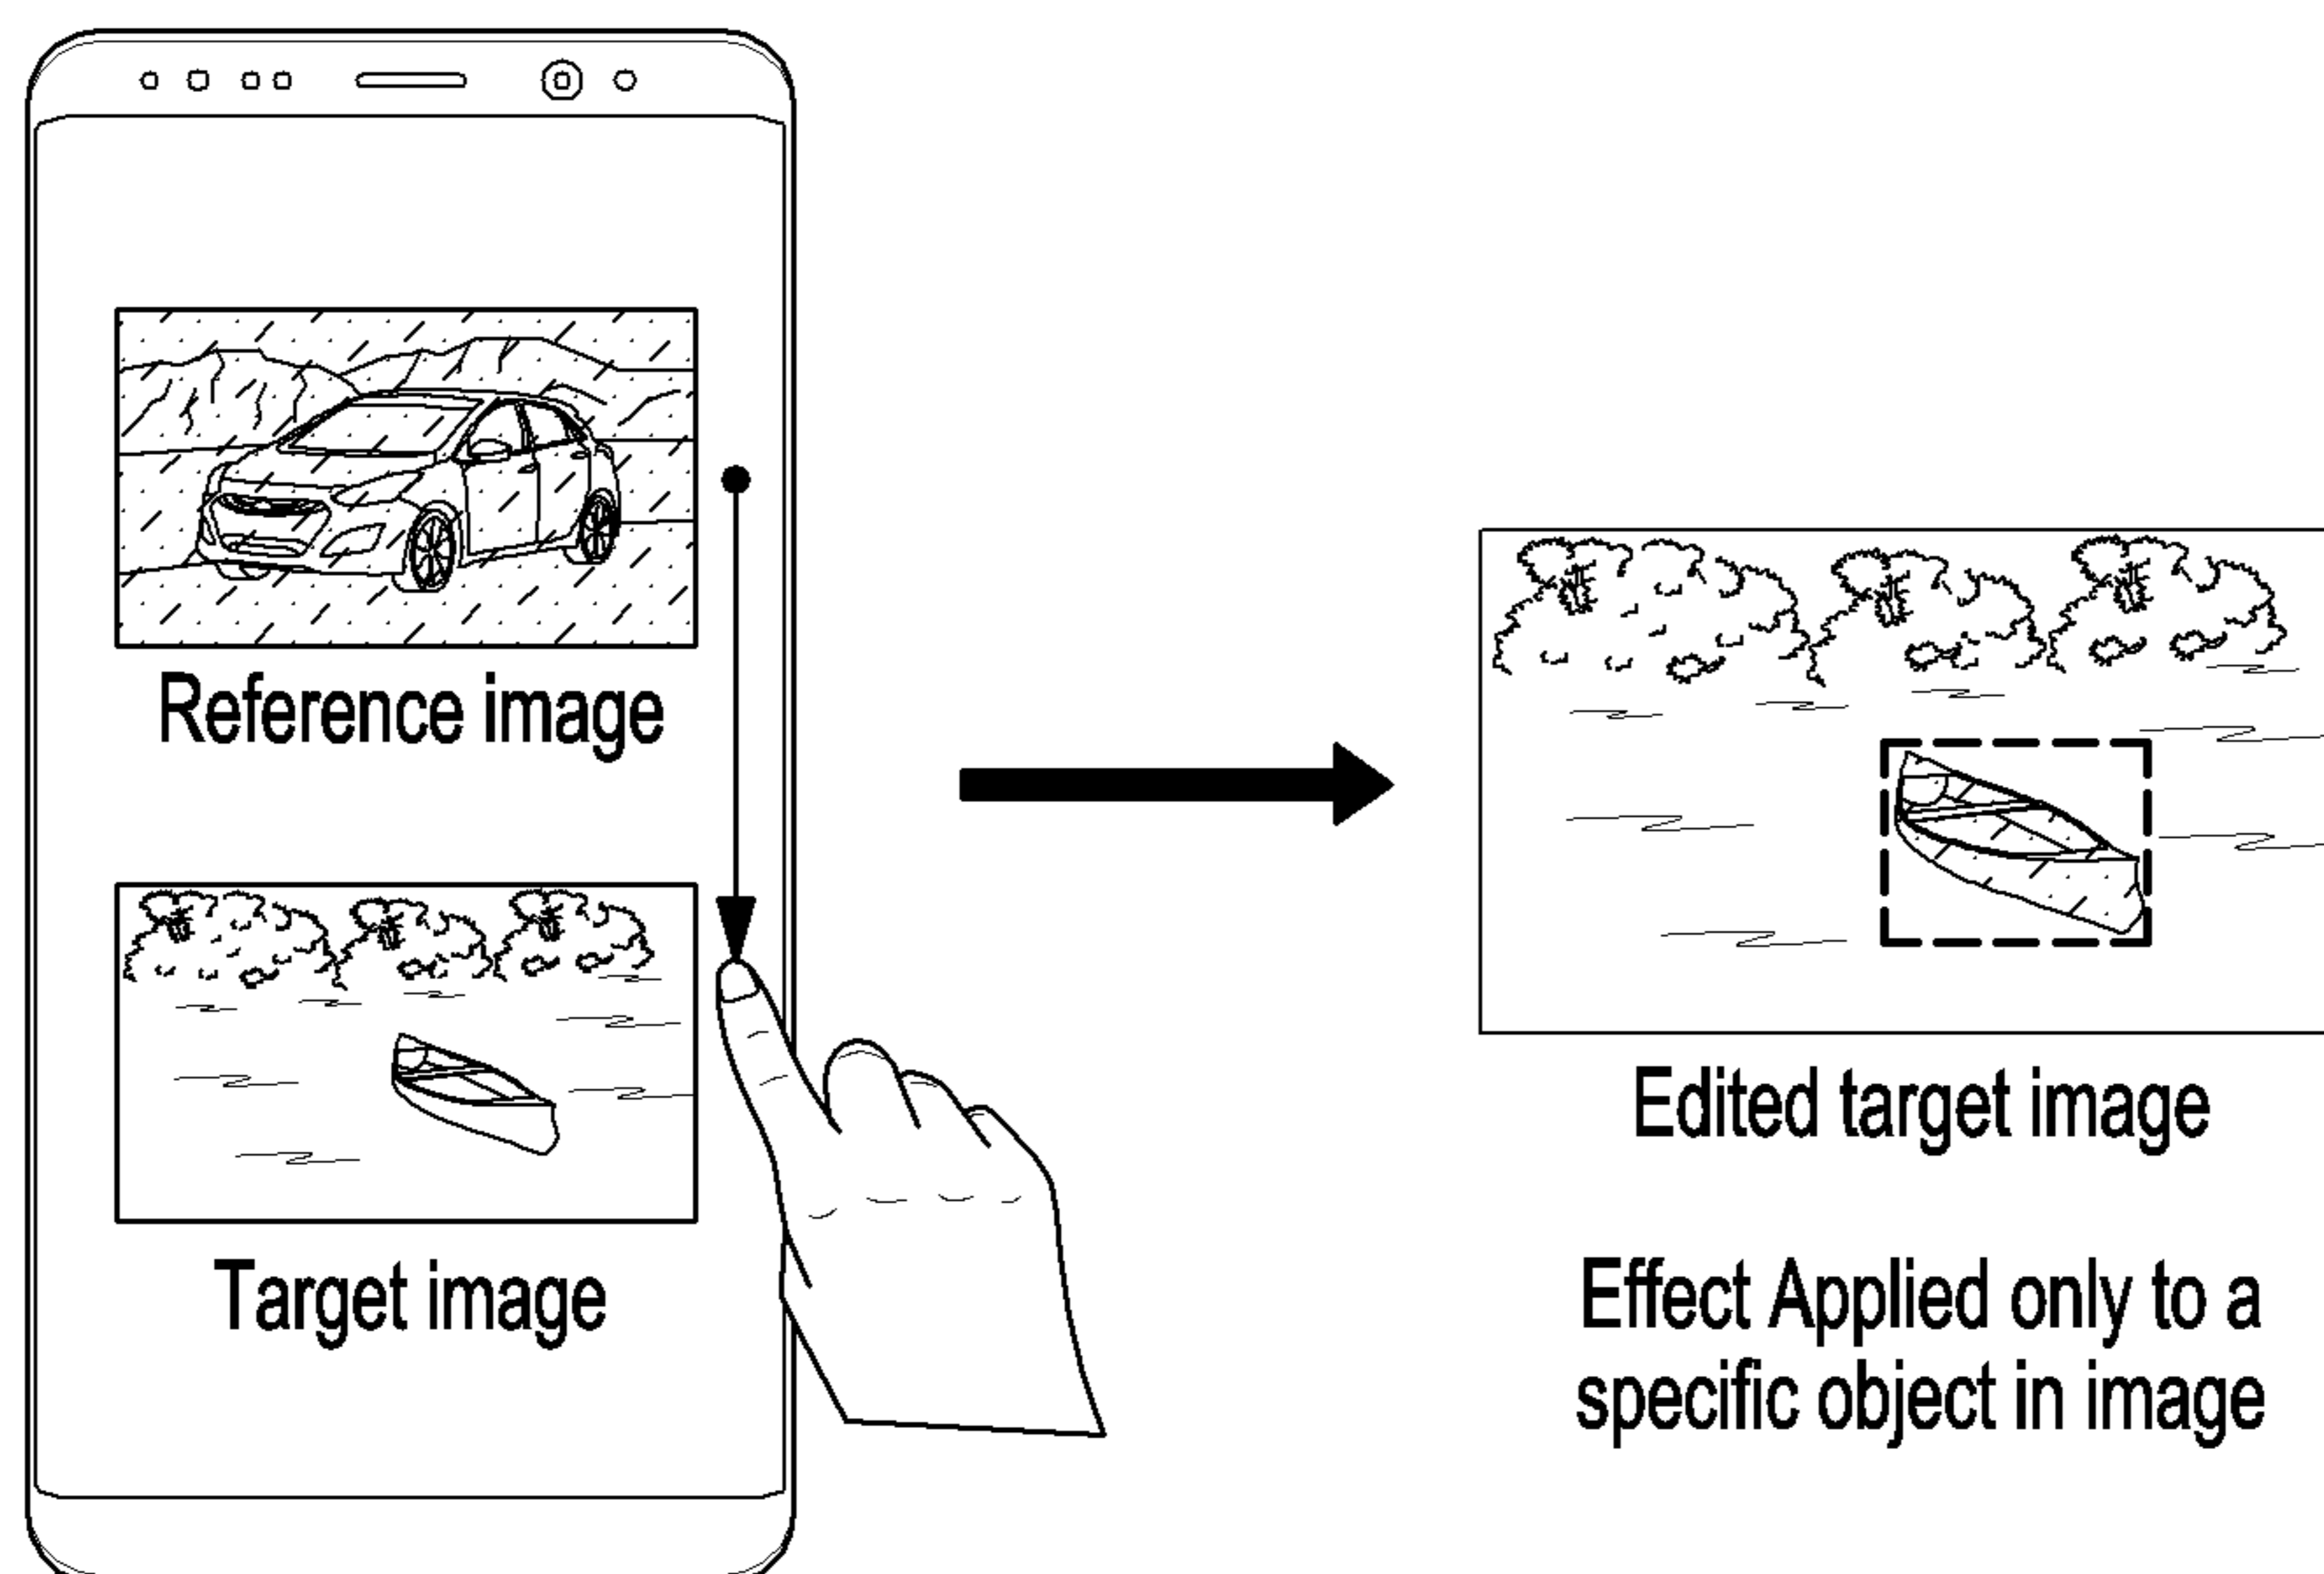 Reference image
Target image
Edited target image
Effect Applied only to a
specific object in image